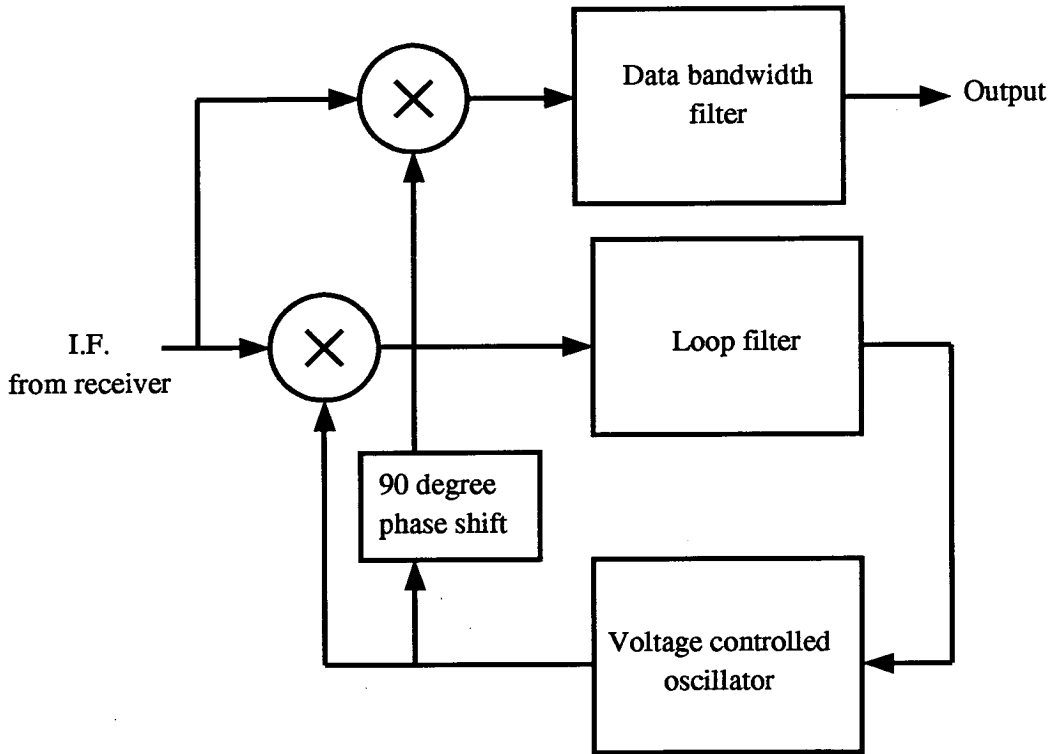 Data bandwidth
filter
Output
I.F.
from receiver
Loop filter
90 degree
phase shift
Voltage controlled
oscillator